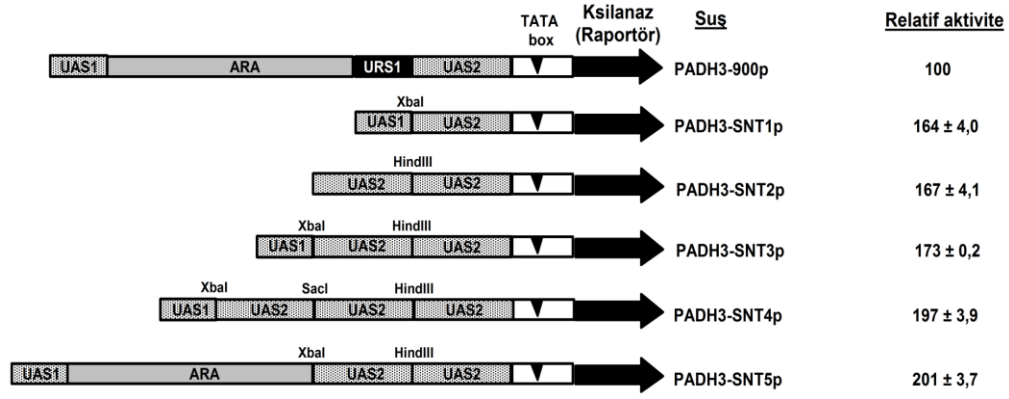 TATA box Ksilanaz (Raportör) Suş Relatif aktivite
UAS1 ARA URS1 UAS2 PADH3-900p 100
XbaI
UAS1 UAS2 PADH3-SNT1p 164 ± 4,0
HindIII
UAS2 UAS2 PADH3-SNT2p 167 ± 4,1
XbaI HindIII
UAS1 UAS2 UAS2 PADH3-SNT3p 173 ± 0,2
XbaI SacI HindIII
UAS1 UAS2 UAS2 UAS2 PADH3-SNT4p 197 ± 3,9
XbaI HindIII
UAS1 ARA UAS2 UAS2 PADH3-SNT5p 201 ± 3,7